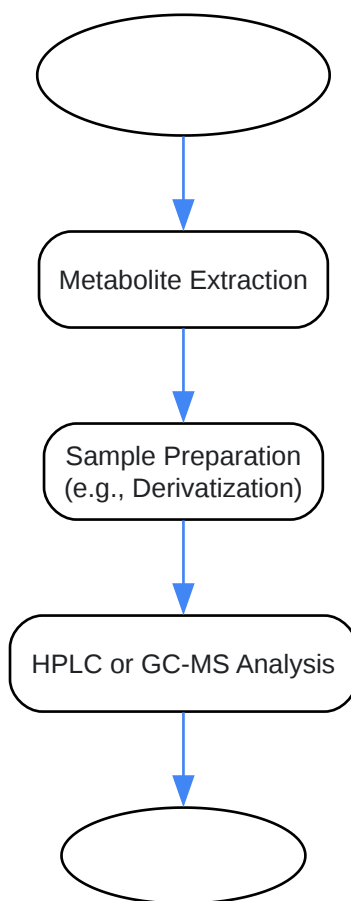 Metabolite Extraction
Sample Preparation
(e.g., Derivatization)
HPLC or GC-MS Analysis